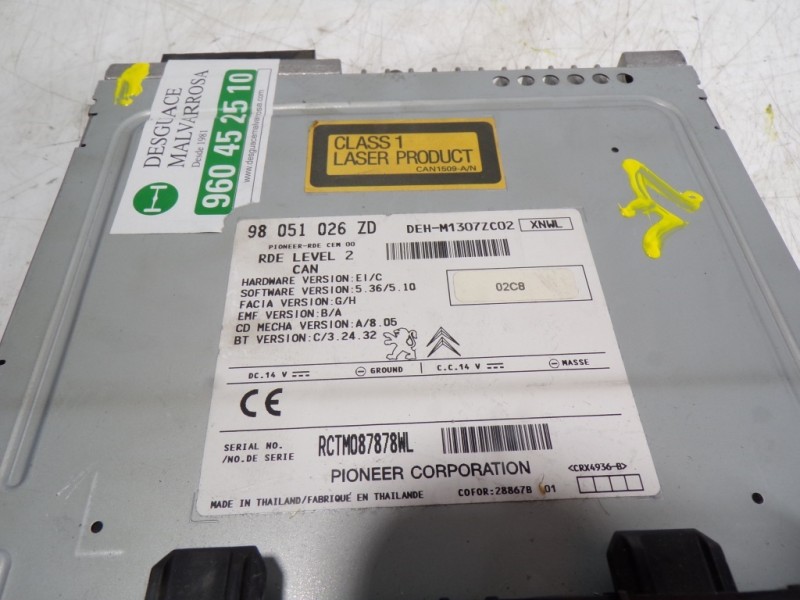 DESGUACE
MALVARROSA
Desde 1981
960 45 25 10
www.desguacemalvarrosa.com
CLASS 1
LASER PRODUCT
CAN1509-A/N
98 051 026 ZD
DEH-M1307ZC02
XNWL
PIONEER-RDE CEM 00
RDE LEVEL 2
CAN
HARDWARE VERSION:EI/C
SOFTWARE VERSION:5.36/5.10
FACIA VERSION:G/H
EMF VERSION:B/A
CD MECHA VERSION:A/8.05
BT VERSION:C/3.24.32
02C8
DC.14 V
GROUND
C.C.14 V
MASSE
CE
SERIAL NO.
/NO.DE SERIE
RCTM087878WL
PIONEER CORPORATION
<CRX4936-B>
MADE IN THAILAND/FABRIQUÉ EN THAILANDE
COFOR:28867B 01